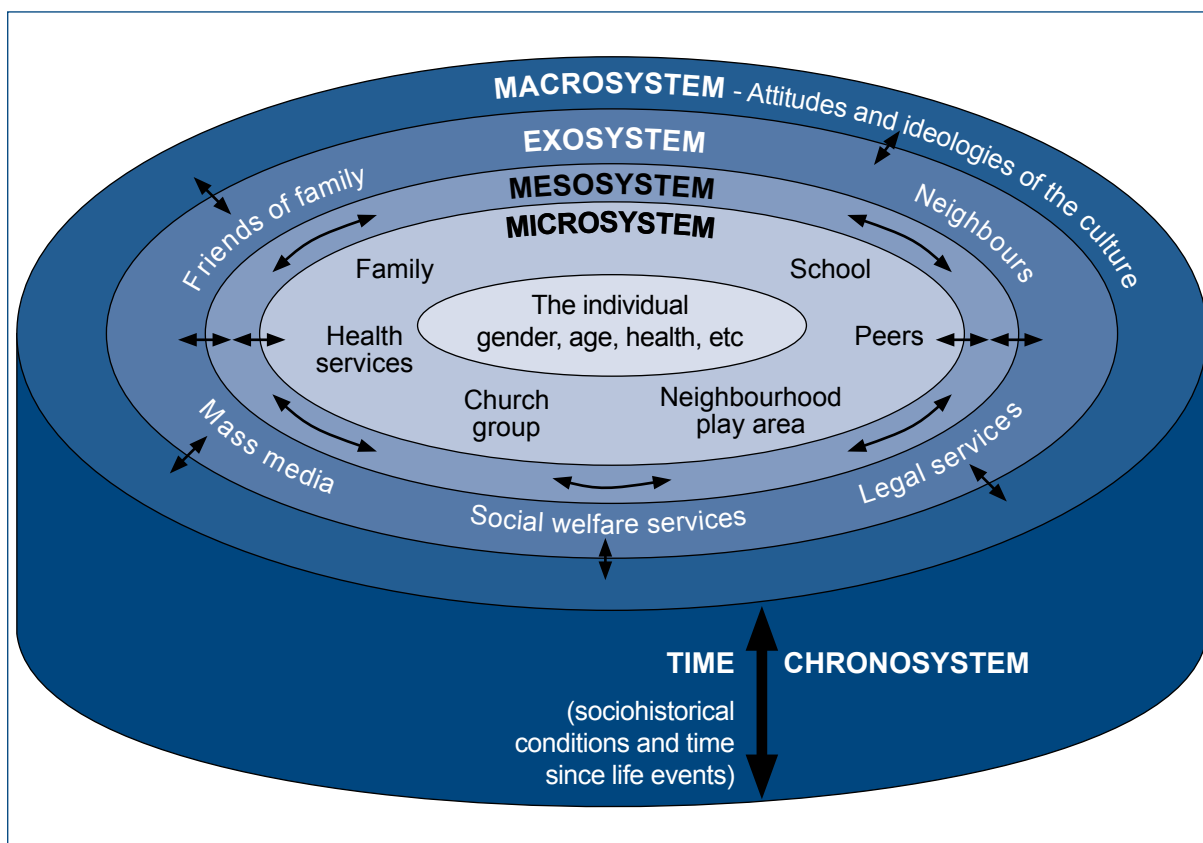 MACROSYSTEM - Attitudes and ideologies of the culture
EXOSYSTEM
MESOSYSTEM
MICROSYSTEM
Friends of family
Neighbours
Family
School
The individual
gender, age, health, etc
Health
services
Peers
Church
group
Neighbourhood
play area
Mass media
Legal services
Social welfare services
TIME
CHRONOSYSTEM
(sociohistorical
conditions and time
since life events)